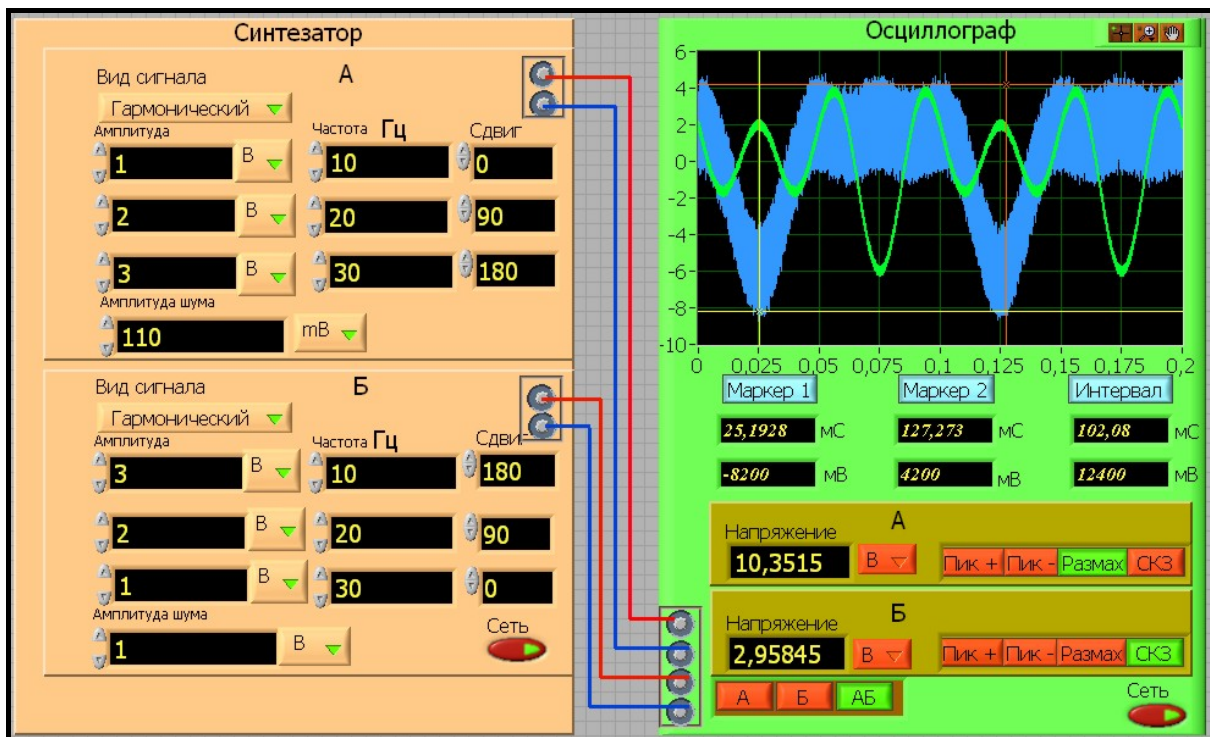 Синтезатор
Вид сигнала А
Гармонический
Амплитуда Частота Гц Сдвиг
1 В 10 0
2 В 20 90
3 В 30 180
Амплитуда шума
110 mВ
Вид сигнала Б
Гармонический
Амплитуда Частота Гц Сдвиг
3 В 10 180
2 В 20 90
1 В 30 0
Амплитуда шума
1 В
Сеть
Осциллограф
6
4
2
0
-2
-4
-6
-8
-10
0 0,025 0,05 0,075 0,1 0,125 0,15 0,175 0,2
Маркер 1 Маркер 2 Интервал
25,1928 мС 127,273 мС 102,08 мС
-8200 мВ 4200 мВ 12400 мВ
Напряжение А
10,3515 В Пик + Пик - Размах СКЗ
Напряжение Б
2,95845 В Пик + Пик - Размах СКЗ
А Б АБ
Сеть